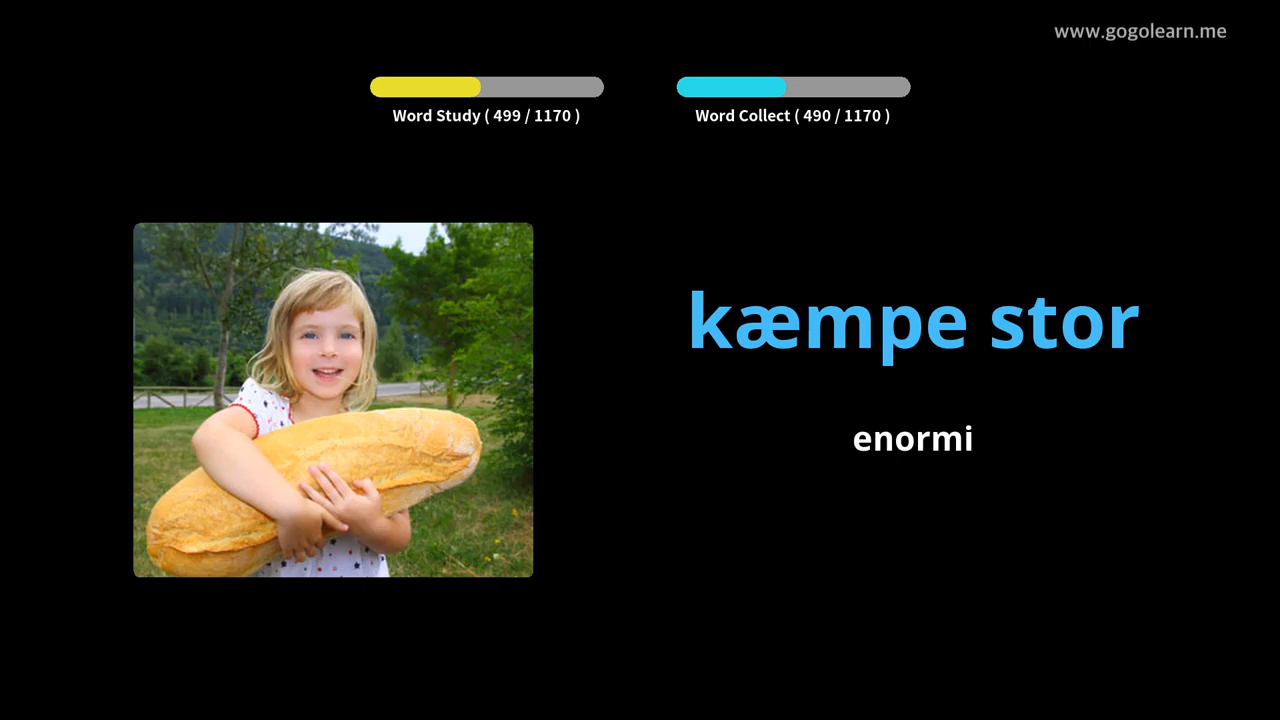 www.gogolearn.me
Word Study ( 499 / 1170 )
Word Collect ( 490 / 1170 )
kæmpe stor
enormi